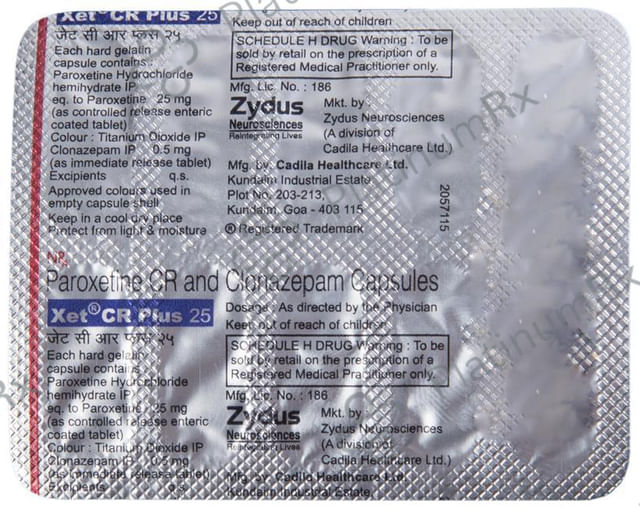 Xet® CR Plus 25
जेट सी आर प्लस २५
Each hard gelatin
capsule contains :
Paroxetine Hydrochloride
hemihydrate IP
eq. to Paroxetine 25 mg
(as controlled release enteric
coated tablet)
Colour : Titanium Dioxide IP
Clonazepam IP 0.5 mg
(as immediate release tablet)
Excipients q.s.
Approved colours used in
empty capsule shell
Keep in a cool dry place
Protect from light & moisture
Keep out of reach of children
SCHEDULE H DRUG Warning : To be
sold by retail on the prescription of a
Registered Medical Practitioner only.
Mfg. Lic. No. : 186
Zydus
Neurosciences
Reintegrating Lives
Mkt. by :
Zydus Neurosciences
(A division of
Cadila Healthcare Ltd.)
Mfg. by: Cadila Healthcare Ltd.
Kundaim Industrial Estate
Plot No. 203-213,
Kundaim, Goa - 403 115
® Registered Trademark
2057115
NRx
Paroxetine CR and Clonazepam Capsules
Xet® CR Plus 25
जेट सी आर प्लस २५
Each hard gelatin
capsule contains
Paroxetine Hydrochloride
hemihydrate IP
eq. to Paroxetine 25 mg
(as controlled release enteric
coated tablet)
Colour : Titanium Dioxide IP
Clonazepam IP 0.5 mg
(as immediate release tablet)
Excipients q.s.
Dosage : As directed by the Physician
Keep out of reach of children
SCHEDULE H DRUG Warning : To be
sold by retail on the prescription of a
Registered Medical Practitioner only.
Mfg. Lic. No. : 186
Zydus
Neurosciences
Reintegrating Lives
Mkt. by :
Zydus Neurosciences
(A division of
Cadila Healthcare Ltd.)
Mfg. by: Cadila Healthcare Ltd.
Kundaim Industrial Estate,
PlatinumRx